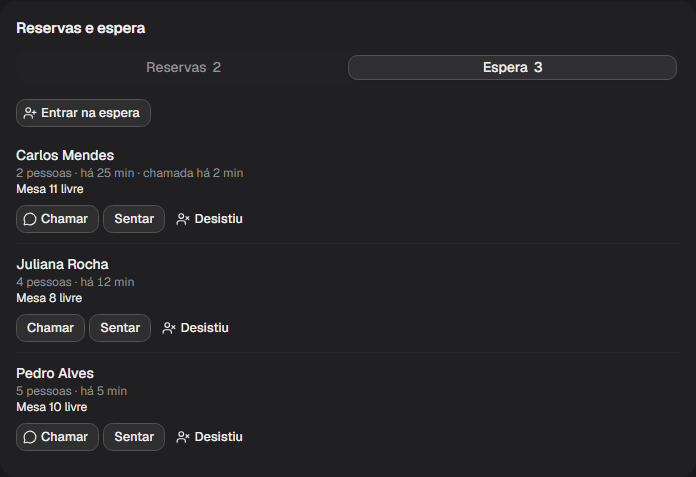 Reservas e espera
Reservas 2
Espera 3
Entrar na espera
Carlos Mendes
2 pessoas · há 25 min · chamada há 2 min
Mesa 11 livre
Chamar Sentar Desistiu
Juliana Rocha
4 pessoas · há 12 min
Mesa 8 livre
Chamar Sentar Desistiu
Pedro Alves
5 pessoas · há 5 min
Mesa 10 livre
Chamar Sentar Desistiu